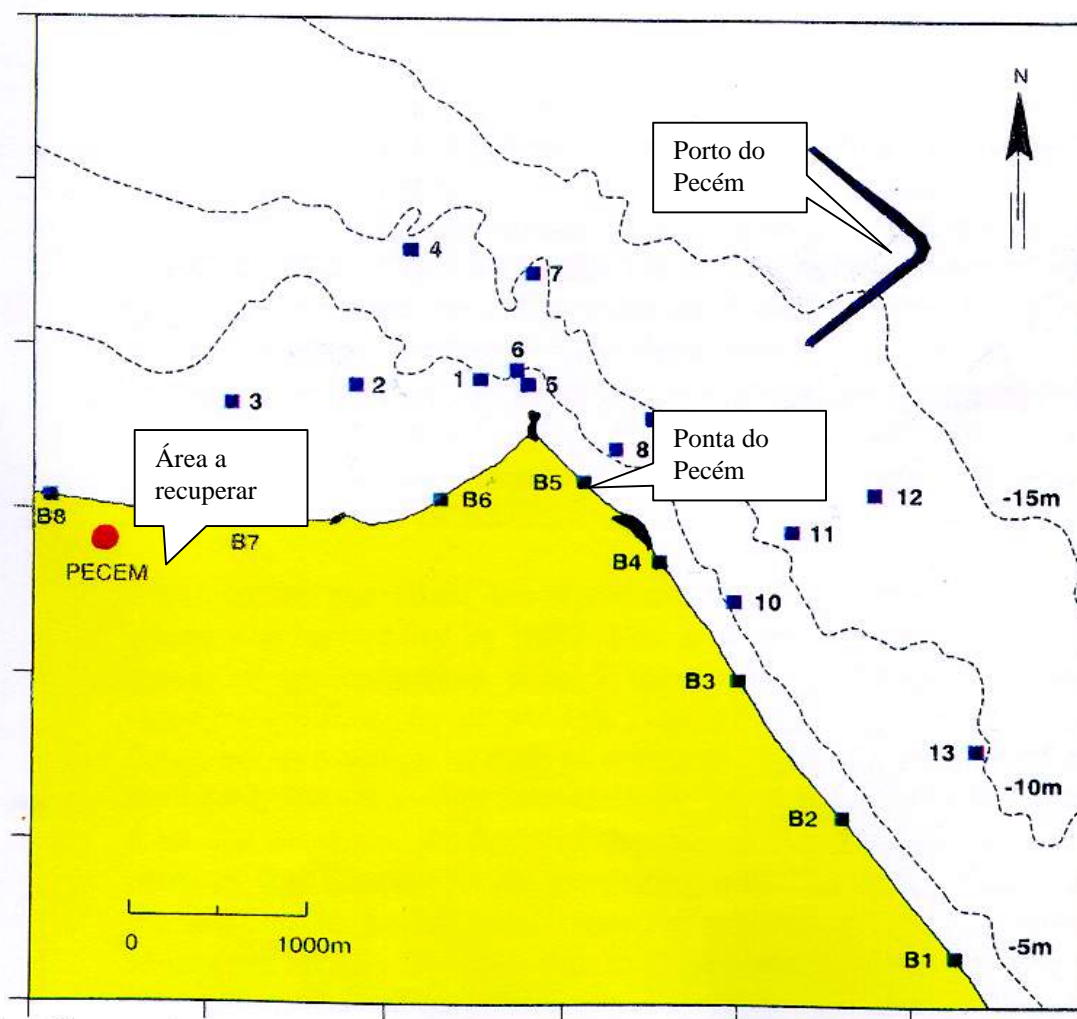 N
Porto do
Pecém
4
7
6
1
5
2
3
8
Ponta do
Pecém
Área a
recuperar
B5
B6
B8
B7
PECEM
12
-15m
11
B4
10
B3
13
-10m
B2
0
1000m
B1
-5m